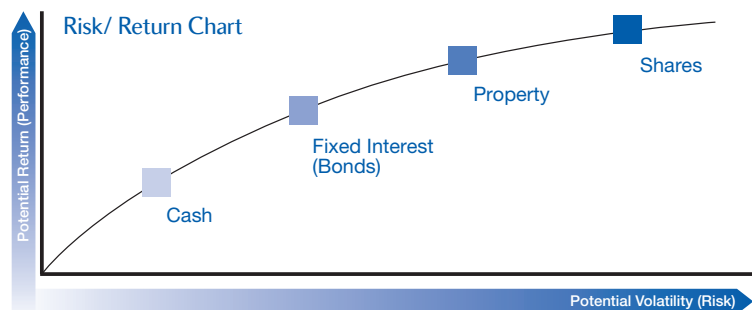 Risk/ Return Chart
Potential Return (Performance)
Shares
Property
Fixed Interest
(Bonds)
Cash
Potential Volatility (Risk)